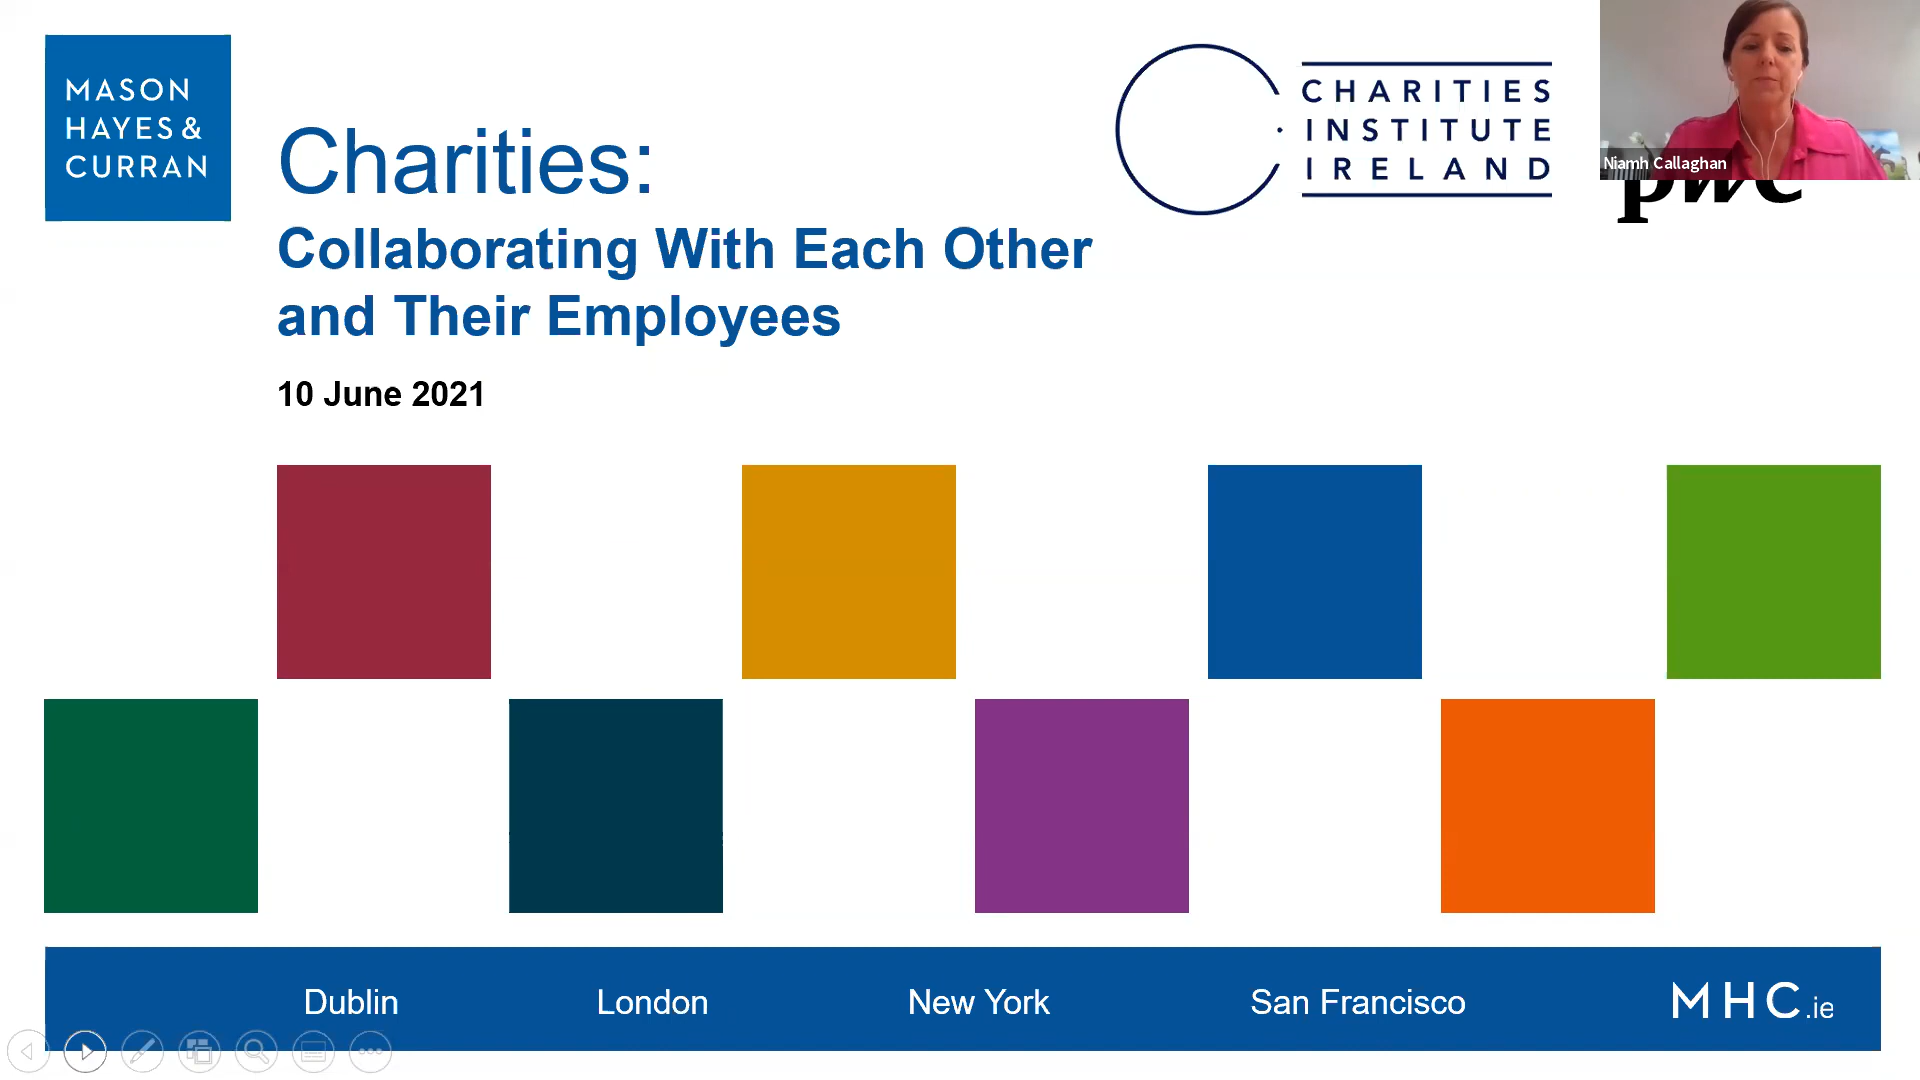 MASON
HAYES &
CURRAN
Charities:
Collaborating With Each Other
and Their Employees
10 June 2021
CHARITIES
INSTITUTE
IRELAND
Niamh Callaghan
pwc
Dublin
London
New York
San Francisco
MHC.ie